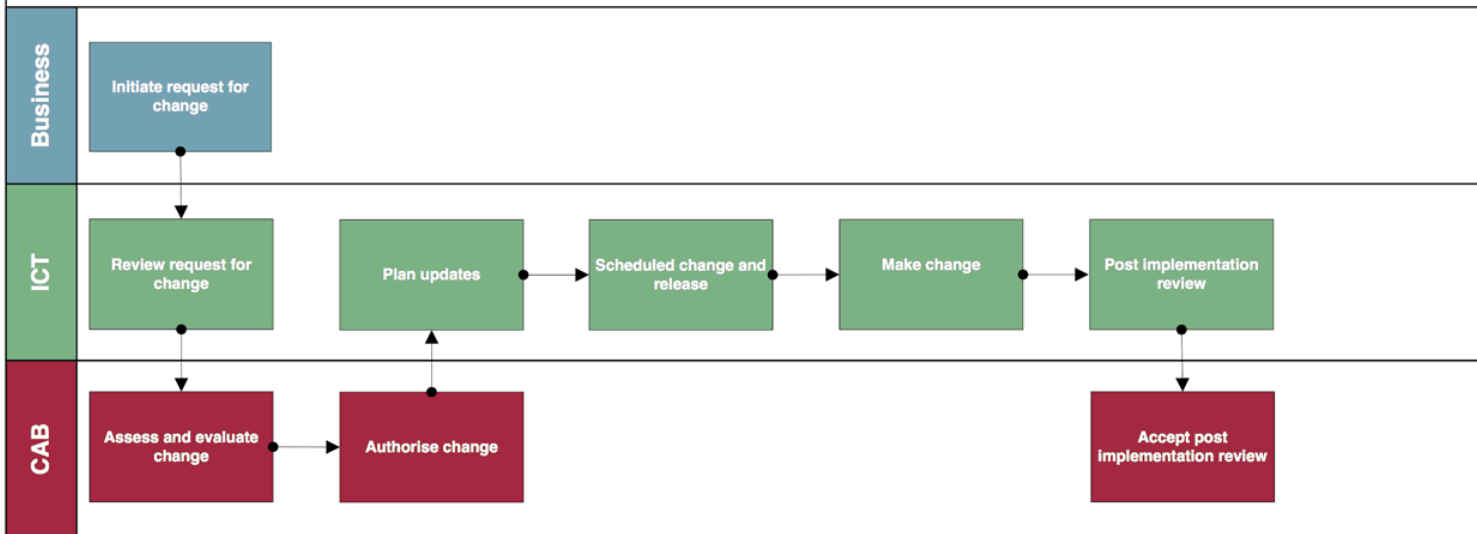 Business
Initiate request for
change
ICT
Review request for
change
Plan updates
Scheduled change and
release
Make change
Post implementation
review
CAB
Assess and evaluate
change
Authorise change
Accept post
implementation review